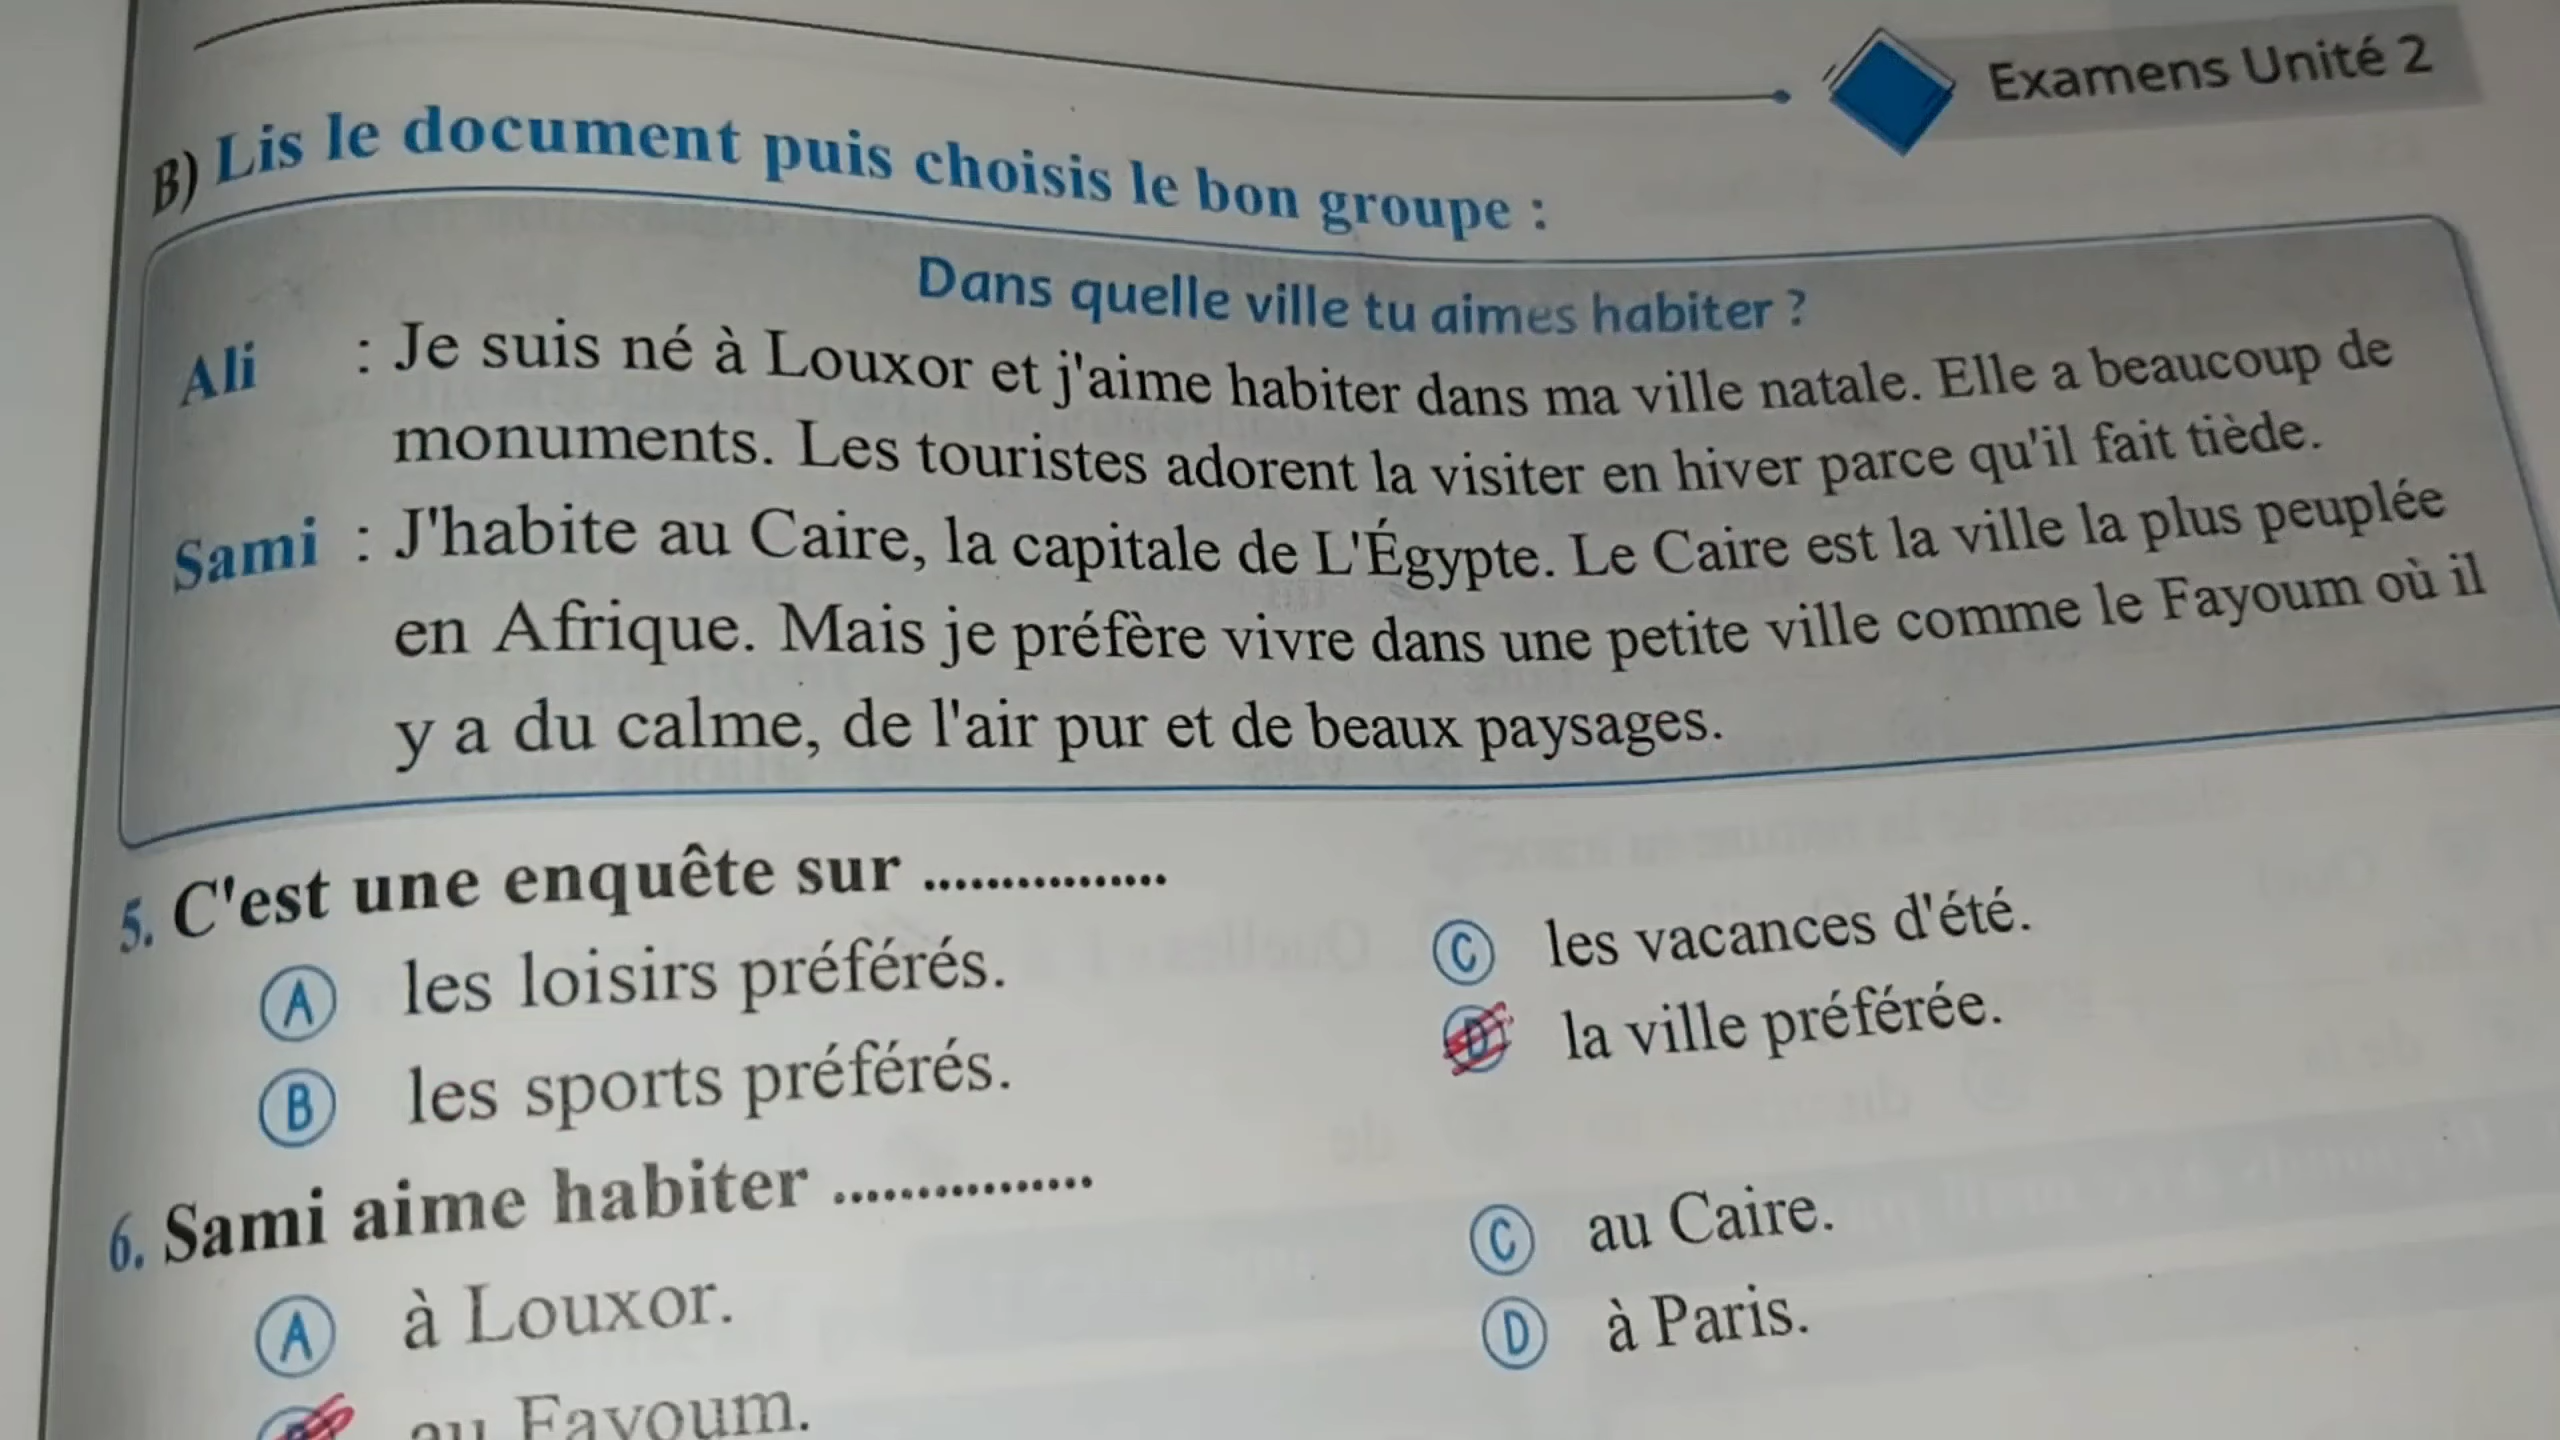 Examens Unité 2
B) Lis le document puis choisis le bon groupe :
Dans quelle ville tu aimes habiter ?
Ali : Je suis né à Louxor et j'aime habiter dans ma ville natale. Elle a beaucoup de
monuments. Les touristes adorent la visiter en hiver parce qu'il fait tiède.
Sami : J'habite au Caire, la capitale de L'Égypte. Le Caire est la ville la plus peuplée
en Afrique. Mais je préfère vivre dans une petite ville comme le Fayoum où il
y a du calme, de l'air pur et de beaux paysages.
5. C'est une enquête sur ................
A les loisirs préférés.
B les sports préférés.
C les vacances d'été.
D la ville préférée.
6. Sami aime habiter ................
A à Louxor.
B au Fayoum.
C au Caire.
D à Paris.